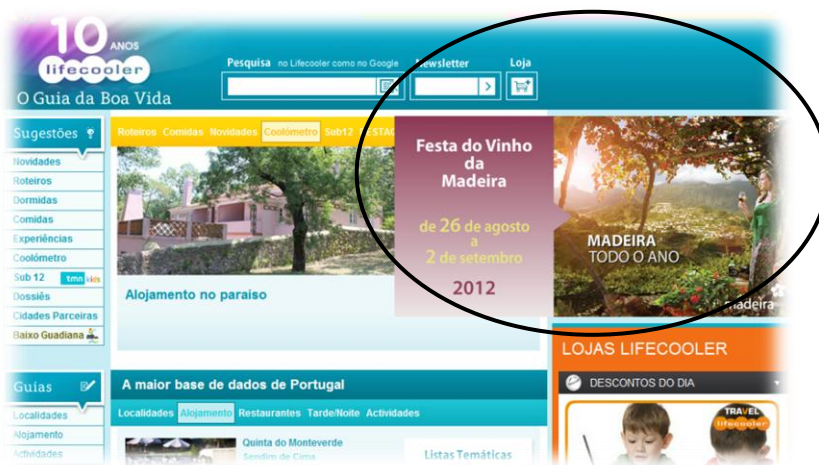 10 ANOS
lifecooler
O Guia da Boa Vida
Pesquisa no Lifecooler como no Google
Newsletter
Loja
Sugestões
Novidades
Roteiros
Dormidas
Comidas
Experiências
Coolómetro
Sub 12 tmn kids
Dossiês
Cidades Parceiras
Baixo Guadiana
Guias
Localidades
Alojamento
Actividades
Roteiros Comidas Novidades Coolómetro Sub12
Alojamento no paraíso
Festa do Vinho
da
Madeira
de 26 de agosto
a
2 de setembro
2012
MADEIRA
TODO O ANO
madeira
A maior base de dados de Portugal
Localidades Alojamento Restaurantes Tarde/Noite Actividades
Quinta do Monteverde
Sendim de Cima
Listas Temáticas
LOJAS LIFECOOLER
DESCONTOS DO DIA
TRAVEL
lifecooler